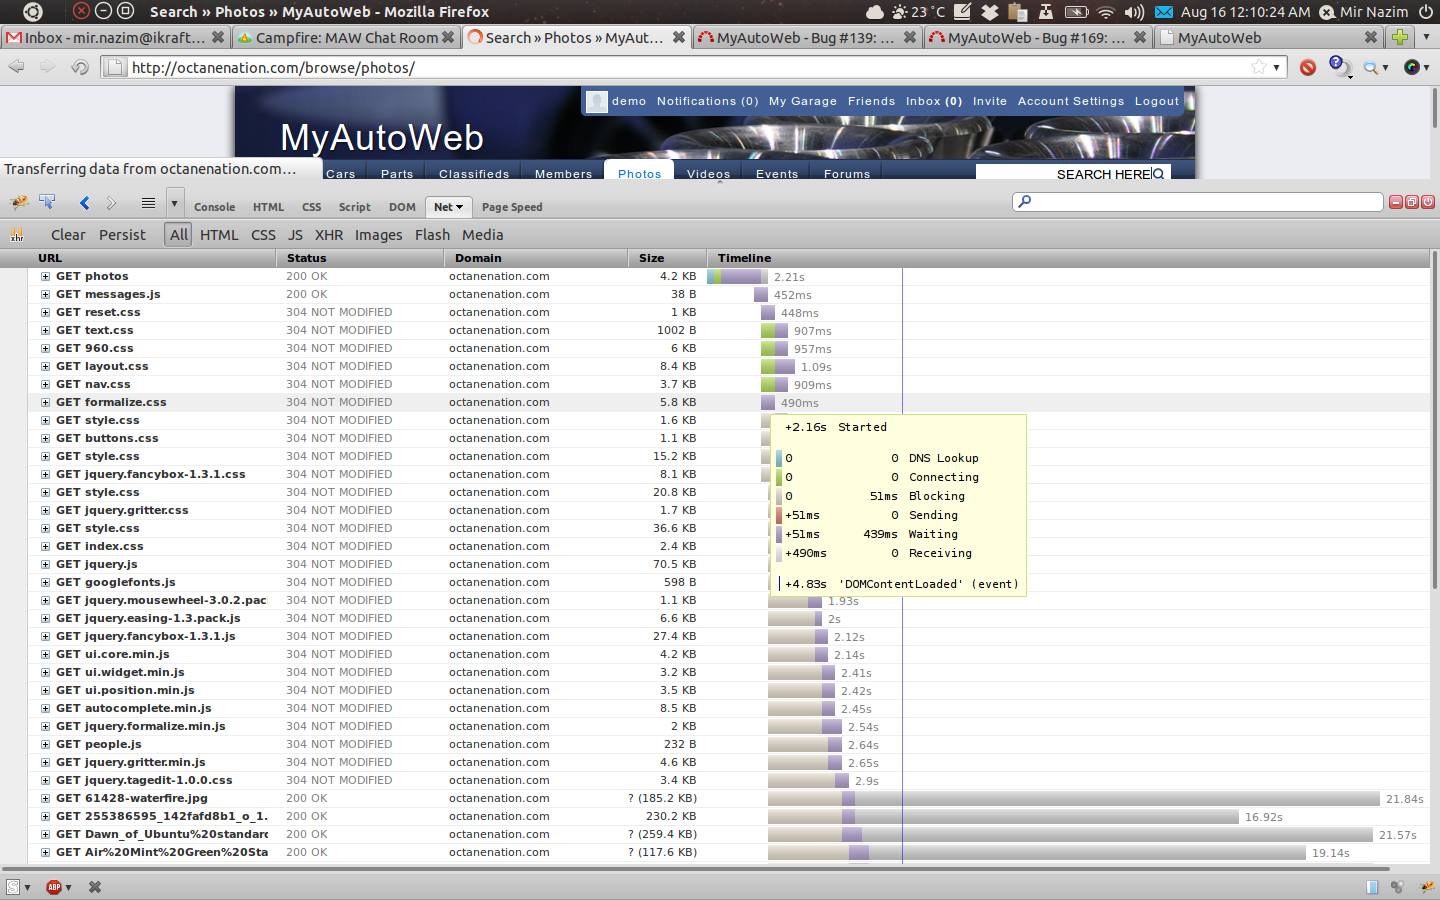 Search » Photos » MyAutoWeb - Mozilla Firefox 23 °C Aug 16 12:10:24 AM Mir Nazim
Inbox - mir.nazim@ikraft... Campfire: MAW Chat Room Search » Photos » MyAut... MyAutoWeb - Bug #139: ... MyAutoWeb - Bug #169: ... MyAutoWeb
http://octanenation.com/browse/photos/
demo Notifications (0) My Garage Friends Inbox (0) Invite Account Settings Logout
MyAutoWeb
Transferring data from octanenation.com...
Cars Parts Classifieds Members Photos Videos Events Forums SEARCH HERE
Console HTML CSS Script DOM Net Page Speed
xhr Clear Persist All HTML CSS JS XHR Images Flash Media
URL Status Domain Size Timeline
GET photos 200 OK octanenation.com 4.2 KB 2.21s
GET messages.js 200 OK octanenation.com 38 B 452ms
GET reset.css 304 NOT MODIFIED octanenation.com 1 KB 448ms
GET text.css 304 NOT MODIFIED octanenation.com 1002 B 907ms
GET 960.css 304 NOT MODIFIED octanenation.com 6 KB 957ms
GET layout.css 304 NOT MODIFIED octanenation.com 8.4 KB 1.09s
GET nav.css 304 NOT MODIFIED octanenation.com 3.7 KB 909ms
GET formalize.css 304 NOT MODIFIED octanenation.com 5.8 KB 490ms
GET style.css 304 NOT MODIFIED octanenation.com 1.6 KB
GET buttons.css 304 NOT MODIFIED octanenation.com 1.1 KB
GET style.css 304 NOT MODIFIED octanenation.com 15.2 KB
GET jquery.fancybox-1.3.1.css 304 NOT MODIFIED octanenation.com 8.1 KB
GET style.css 304 NOT MODIFIED octanenation.com 20.8 KB
GET jquery.gritter.css 304 NOT MODIFIED octanenation.com 1.7 KB
GET style.css 304 NOT MODIFIED octanenation.com 36.6 KB
GET index.css 304 NOT MODIFIED octanenation.com 2.4 KB
GET jquery.js 304 NOT MODIFIED octanenation.com 70.5 KB
GET googlefonts.js 304 NOT MODIFIED octanenation.com 598 B
+2.16s Started
0 0 DNS Lookup
0 0 Connecting
0 51ms Blocking
+51ms 0 Sending
+51ms 439ms Waiting
+490ms 0 Receiving
+4.83s 'DOMContentLoaded' (event)
GET jquery.mousewheel-3.0.2.pac 304 NOT MODIFIED octanenation.com 1.1 KB 1.93s
GET jquery.easing-1.3.pack.js 304 NOT MODIFIED octanenation.com 6.6 KB 2s
GET jquery.fancybox-1.3.1.js 304 NOT MODIFIED octanenation.com 27.4 KB 2.12s
GET ui.core.min.js 304 NOT MODIFIED octanenation.com 4.2 KB 2.14s
GET ui.widget.min.js 304 NOT MODIFIED octanenation.com 3.2 KB 2.41s
GET ui.position.min.js 304 NOT MODIFIED octanenation.com 3.5 KB 2.42s
GET autocomplete.min.js 304 NOT MODIFIED octanenation.com 8.5 KB 2.45s
GET jquery.formalize.min.js 304 NOT MODIFIED octanenation.com 2 KB 2.54s
GET people.js 304 NOT MODIFIED octanenation.com 232 B 2.64s
GET jquery.gritter.min.js 304 NOT MODIFIED octanenation.com 4.6 KB 2.65s
GET jquery.tagedit-1.0.0.css 304 NOT MODIFIED octanenation.com 3.4 KB 2.9s
GET 61428-waterfire.jpg 200 OK octanenation.com ? (185.2 KB) 21.84s
GET 255386595_142fafd8b1_o_1. 200 OK octanenation.com 230.2 KB 16.92s
GET Dawn_of_Ubuntu%20standard 200 OK octanenation.com ? (259.4 KB) 21.57s
GET Air%20Mint%20Green%20Sta 200 OK octanenation.com ? (117.6 KB) 19.14s
S ABP